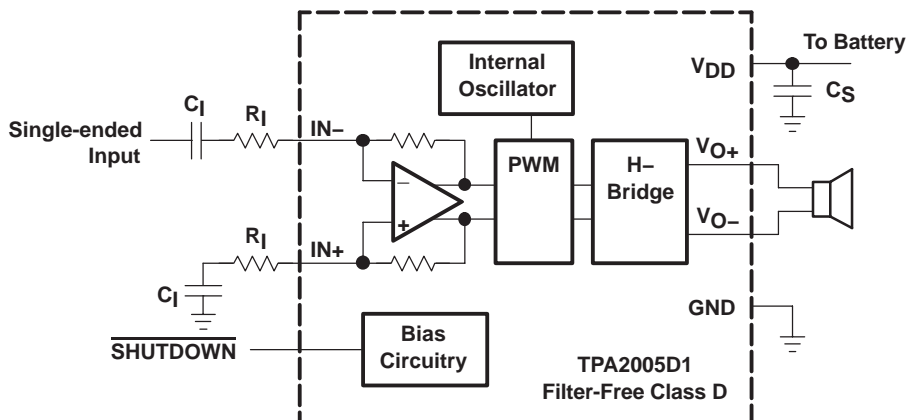 To Battery
Internal
Oscillator
VDD
CS
CI
RI
IN−
Single-ended
Input
PWM
H−
Bridge
VO+
VO−
−
+
RI
IN+
CI
GND
SHUTDOWN
Bias
Circuitry
TPA2005D1
Filter-Free Class D